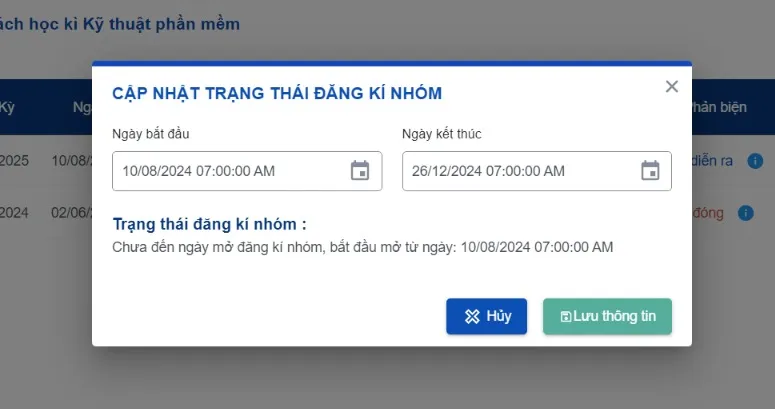 ách học kì Kỹ thuật phần mềm
CẬP NHẬT TRẠNG THÁI ĐĂNG KÍ NHÓM
Kỳ
Phản biện
Ngày bắt đầu
Ngày kết thúc
2025
10/08/
diễn ra
10/08/2024 07:00:00 AM
26/12/2024 07:00:00 AM
2024
02/06/
đóng
Trạng thái đăng kí nhóm :
Chưa đến ngày mở đăng kí nhóm, bắt đầu mở từ ngày: 10/08/2024 07:00:00 AM
Hủy
Lưu thông tin